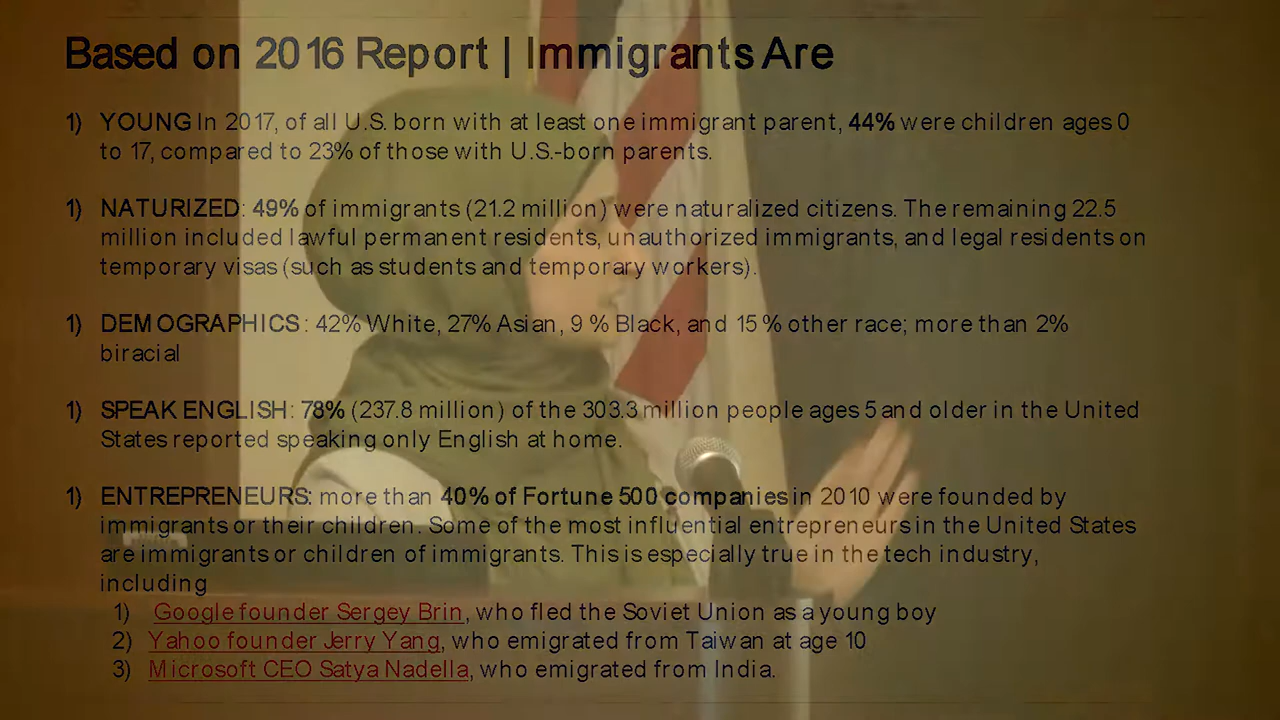 Based on 2016 Report | Immigrants Are
1) YOUNG In 2017, of all U.S. born with at least one immigrant parent, 44% were children ages 0
to 17, compared to 23% of those with U.S.-born parents.
1) NATURIZED: 49% of immigrants (21.2 million) were naturalized citizens. The remaining 22.5
million included lawful permanent residents, unauthorized immigrants, and legal residents on
temporary visas (such as students and temporary workers).
1) DEMOGRAPHICS: 42% White, 27% Asian, 9 % Black, and 15 % other race; more than 2%
biracial
1) SPEAK ENGLISH: 78% (237.8 million) of the 303.3 million people ages 5 and older in the United
States reported speaking only English at home.
1) ENTREPRENEURS: more than 40% of Fortune 500 companies in 2010 were founded by
immigrants or their children. Some of the most influential entrepreneurs in the United States
are immigrants or children of immigrants. This is especially true in the tech industry,
including
1) Google founder Sergey Brin, who fled the Soviet Union as a young boy
2) Yahoo founder Jerry Yang, who emigrated from Taiwan at age 10
3) Microsoft CEO Satya Nadella, who emigrated from India.